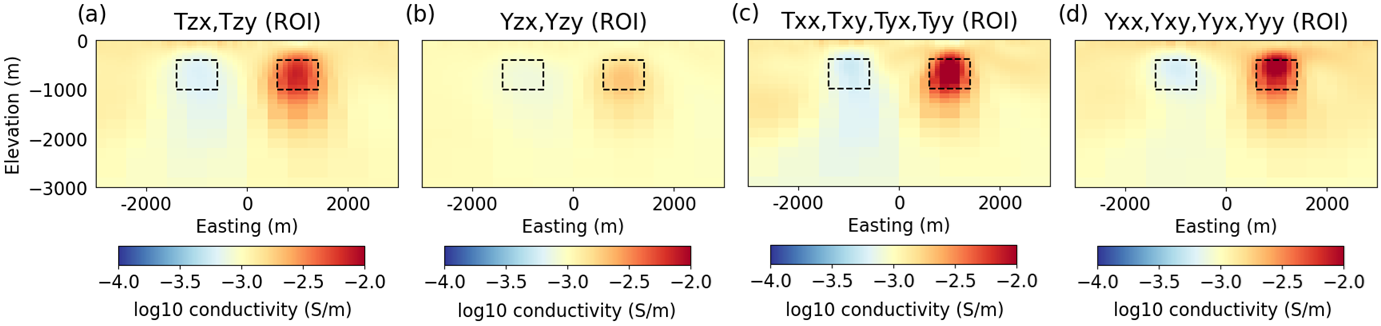 (a) Tzx,Tzy (ROI)
(b) Yzx,Yzy (ROI)
(c) Txx,Txy,Tyx,Tyy (ROI)
(d) Yxx,Yxy,Yyx,Yyy (ROI)
Elevation (m)
0
−1000
−2000
−3000
-2000 0 2000
Easting (m)
-2000 0 2000
Easting (m)
-2000 0 2000
Easting (m)
-2000 0 2000
Easting (m)
−4.0 −3.5 −3.0 −2.5 −2.0
log10 conductivity (S/m)
−4.0 −3.5 −3.0 −2.5 −2.0
log10 conductivity (S/m)
−4.0 −3.5 −3.0 −2.5 −2.0
log10 conductivity (S/m)
−4.0 −3.5 −3.0 −2.5 −2.0
log10 conductivity (S/m)